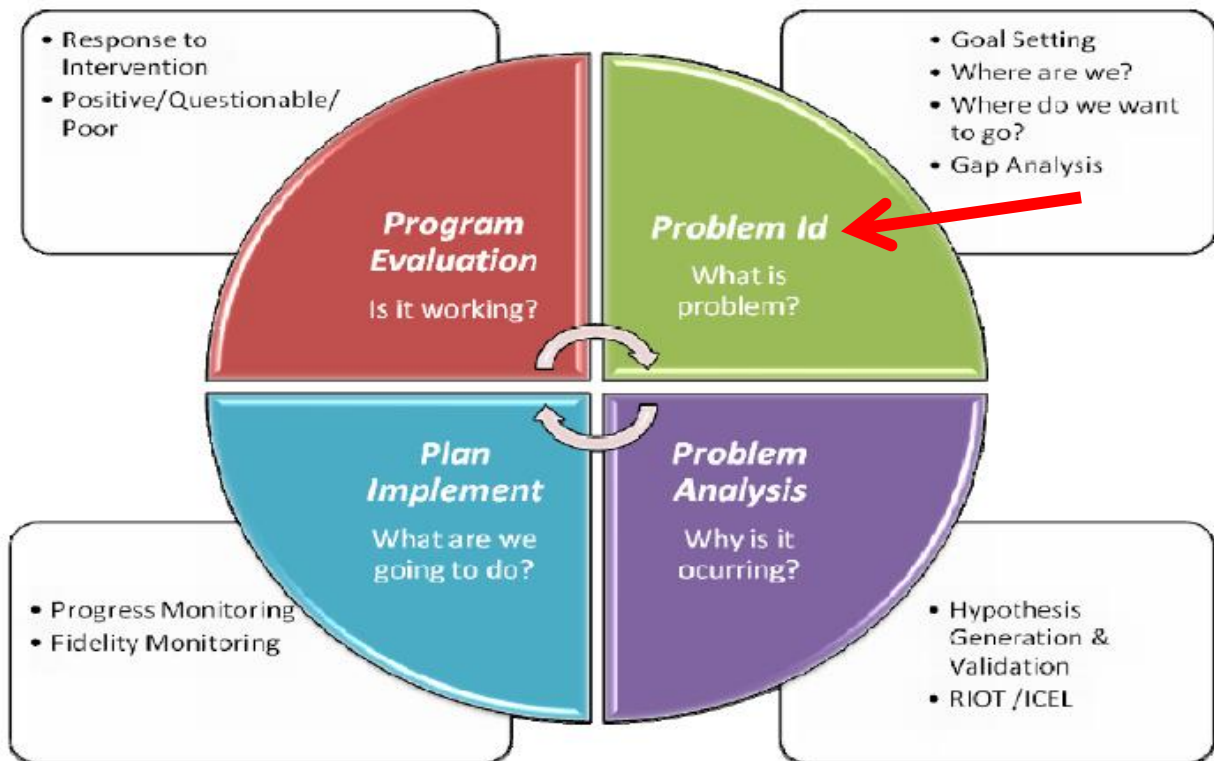 • Response to
Intervention
• Positive/Questionable/
Poor
• Goal Setting
• Where are we?
• Where do we want
to go?
• Gap Analysis
Program
Evaluation
Is it working?
Problem Id
What is
problem?
Plan
Implement
What are we
going to do?
Problem
Analysis
Why is it
ocurring?
• Progress Monitoring
• Fidelity Monitoring
• Hypothesis
Generation &
Validation
• RIOT /ICEL